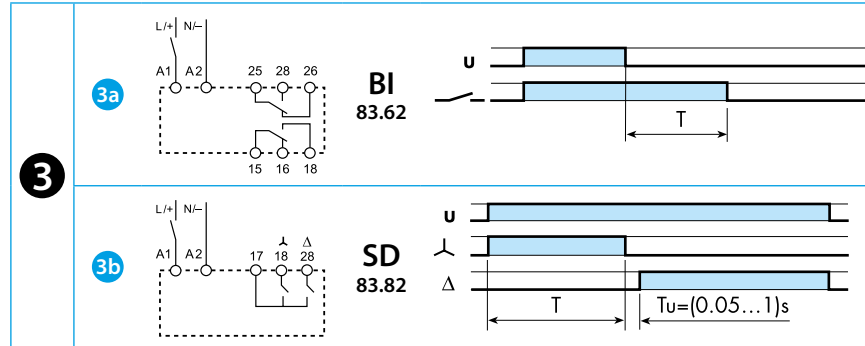 3
3a
L/+ N/–
A1 A2 25 28 26
15 16 18
BI
83.62
U
T
3b
L/+ N/–
A1 A2 17 18 28
⅄ Δ
SD
83.82
U
⅄
Δ
T Tu=(0.05...1)s